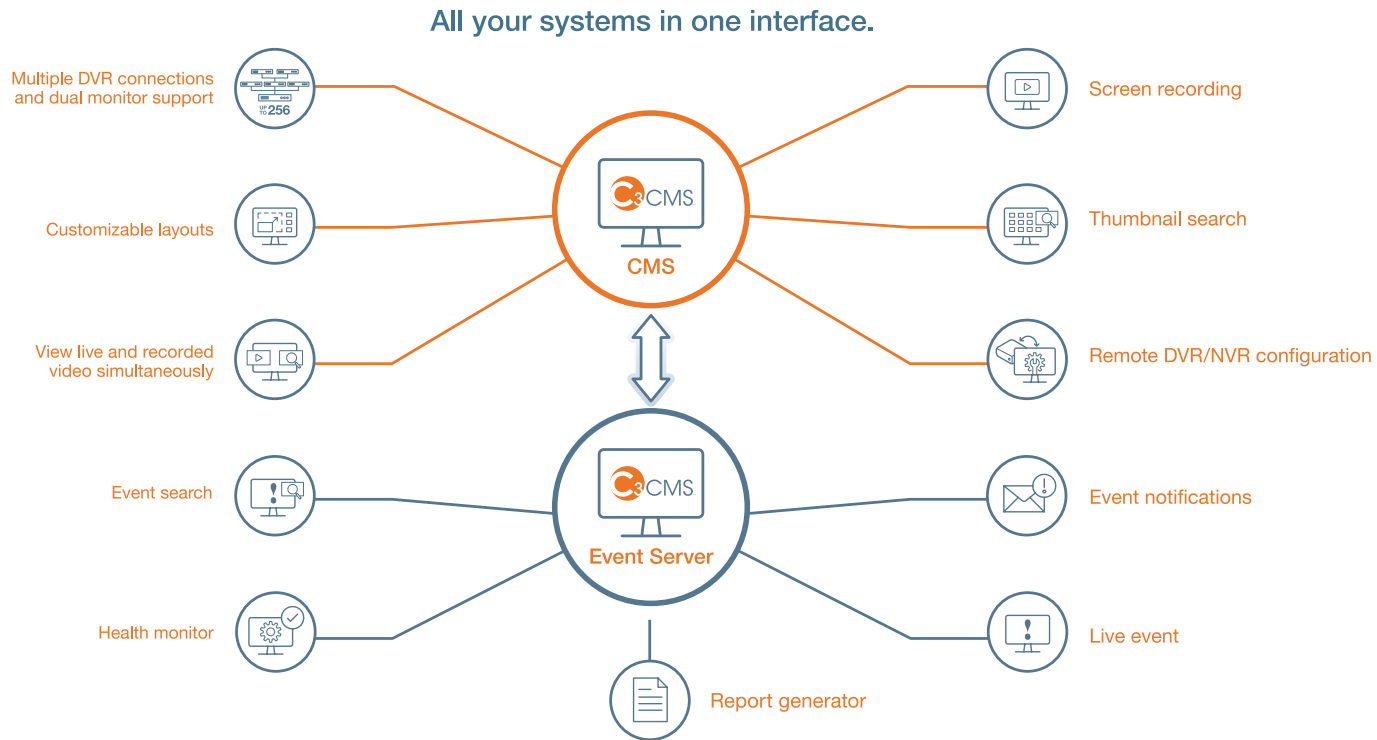 All your systems in one interface.
Multiple DVR connections
and dual monitor support
UP
TO 256
Screen recording
C3CMS
CMS
Customizable layouts
Thumbnail search
View live and recorded
video simultaneously
Remote DVR/NVR configuration
Event search
C3CMS
Event Server
Event notifications
Health monitor
Live event
Report generator